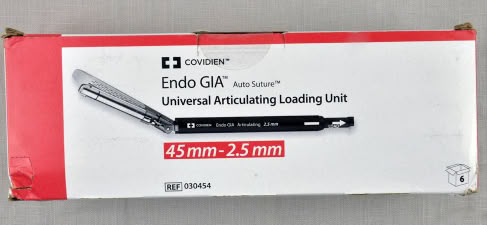 COVIDIEN™
Endo GIA™ Auto Suture™
Universal Articulating Loading Unit
COVIDIEN Endo GIA Articulating 2.5 mm
45 mm - 2.5 mm
REF 030454
6